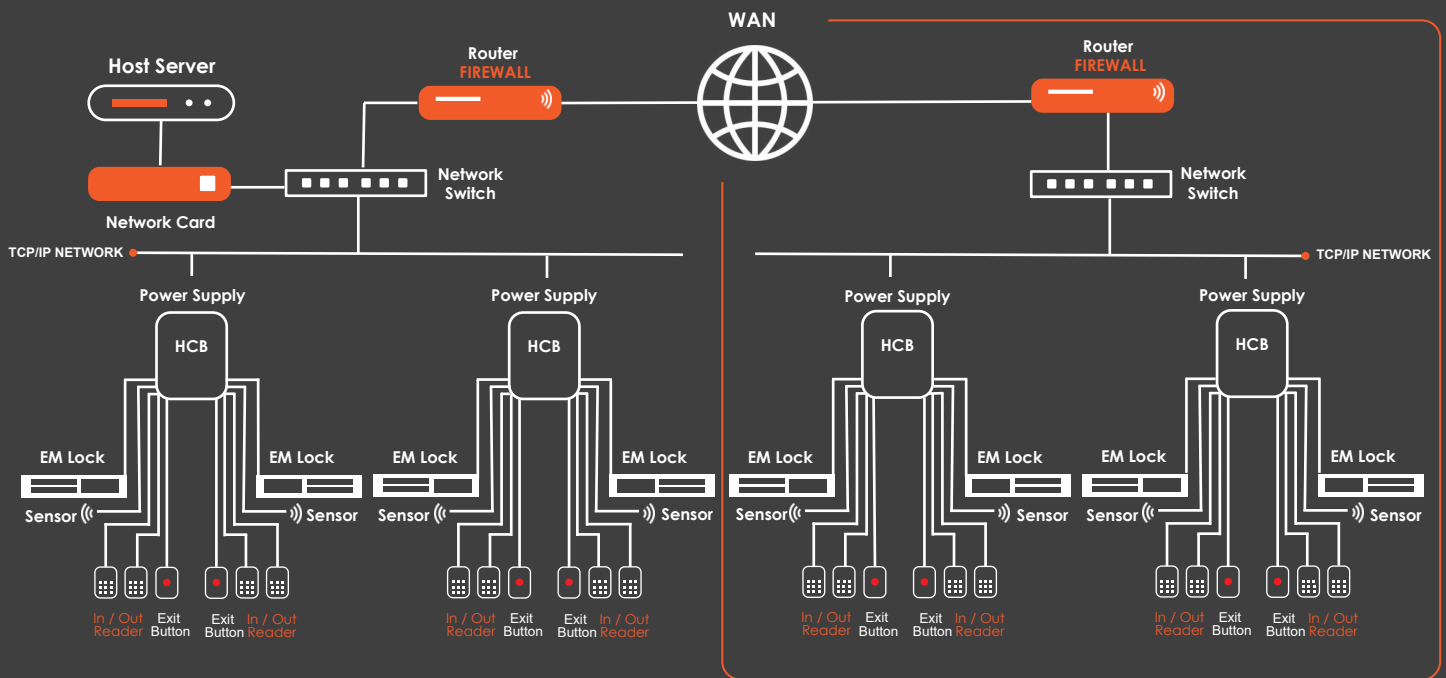 WAN
Host Server
Router
FIREWALL
Router
FIREWALL
Network
Switch
Network
Switch
Network Card
TCP/IP NETWORK
TCP/IP NETWORK
Power Supply
Power Supply
Power Supply
Power Supply
HCB
HCB
HCB
HCB
EM Lock
EM Lock
EM Lock
EM Lock
EM Lock
EM Lock
EM Lock
EM Lock
Sensor
Sensor
Sensor
Sensor
Sensor
Sensor
Sensor
Sensor
In / Out
Reader
Exit
Button
Exit
Button
In / Out
Reader
In / Out
Reader
Exit
Button
Exit
Button
In / Out
Reader
In / Out
Reader
Exit
Button
Exit
Button
In / Out
Reader
In / Out
Reader
Exit
Button
Exit
Button
In / Out
Reader